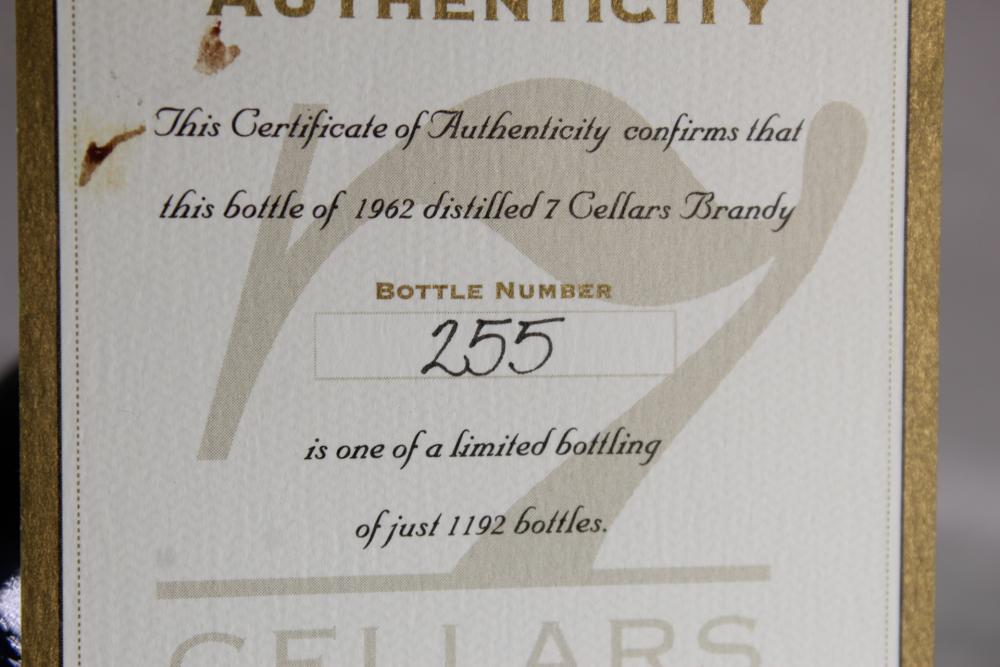 AUTHENTICITY
This Certificate of Authenticity confirms that
this bottle of 1962 distilled 7 Cellars Brandy
BOTTLE NUMBER
255
is one of a limited bottling
of just 1192 bottles.
7
CELLARS